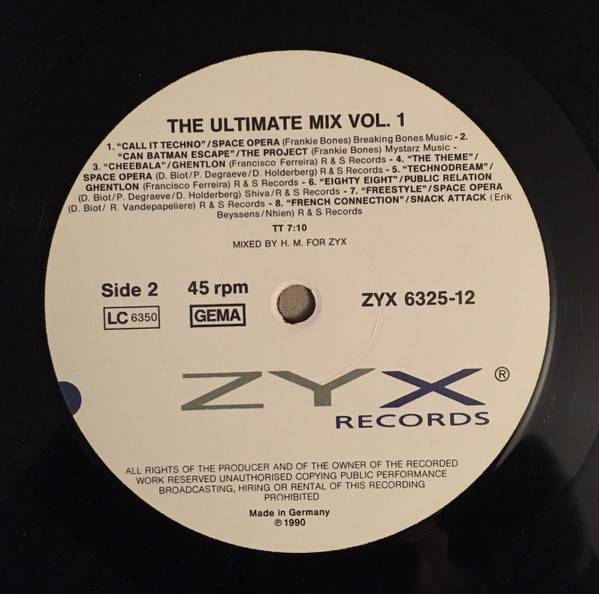 THE ULTIMATE MIX VOL. 1
1. "CALL IT TECHNO"/SPACE OPERA (Frankie Bones) Breaking Bones Music - 2.
"CAN BATMAN ESCAPE"/THE PROJECT (Frankie Bones) Mystarz Music -
3. "CHEEBALA"/GHENTLON (Francisco Ferreira) R & S Records - 4. "THE THEME"/
SPACE OPERA (D. Biot/P. Degraeve/D. Holderberg) R & S Records - 5. "TECHNODREAM"/
GHENTLON (Francisco Ferreira) R & S Records - 6. "EIGHTY EIGHT"/PUBLIC RELATION
(D. Biot/P. Degraeve/D. Holderberg) Shiva/R & S Records - 7. "FREESTYLE"/SPACE OPERA
(D. Biot/ R. Vandepapeliere) R & S Records - 8. "FRENCH CONNECTION"/SNACK ATTACK (Erik
Beyssens/Nhien) R & S Records
TT 7:10
MIXED BY H. M. FOR ZYX
Side 2 45 rpm ZYX 6325-12
LC 6350 GEMA
ZYX ®
RECORDS
ALL RIGHTS OF THE PRODUCER AND OF THE OWNER OF THE RECORDED
WORK RESERVED UNAUTHORISED COPYING PUBLIC PERFORMANCE
BROADCASTING, HIRING OR RENTAL OF THIS RECORDING
PROHIBITED
Made in Germany
℗ 1990